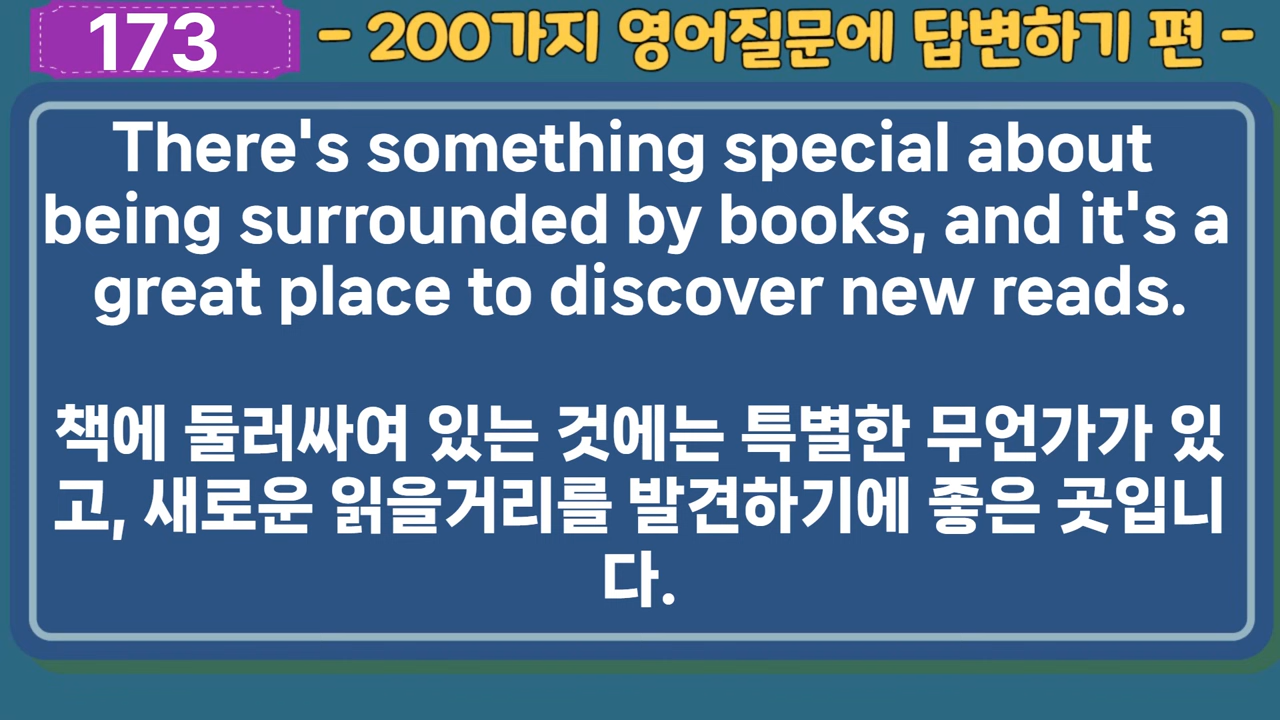 173
- 200가지 영어질문에 답변하기 편 -
There's something special about
being surrounded by books, and it's a
great place to discover new reads.
책에 둘러싸여 있는 것에는 특별한 무언가가 있
고, 새로운 읽을거리를 발견하기에 좋은 곳입니
다.